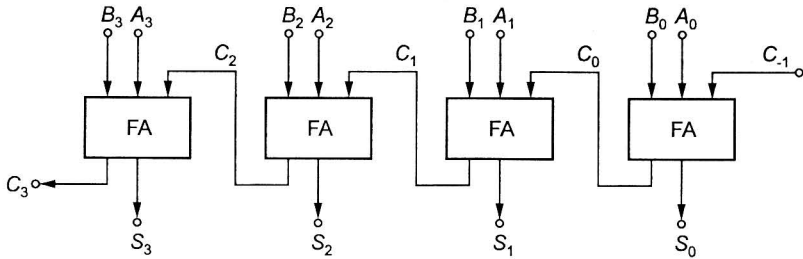 B₃ A₃ B₂ A₂ B₁ A₁ B₀ A₀
C₂ C₁ C₀ C₋₁
FA FA FA FA
C₃
S₃ S₂ S₁ S₀